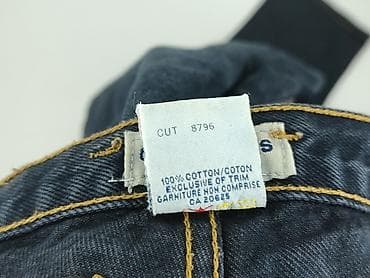 CUT 8796
100% COTTON/COTON
EXCLUSIVE OF TRIM
GARNITURE NON COMPRISE
CA 20625